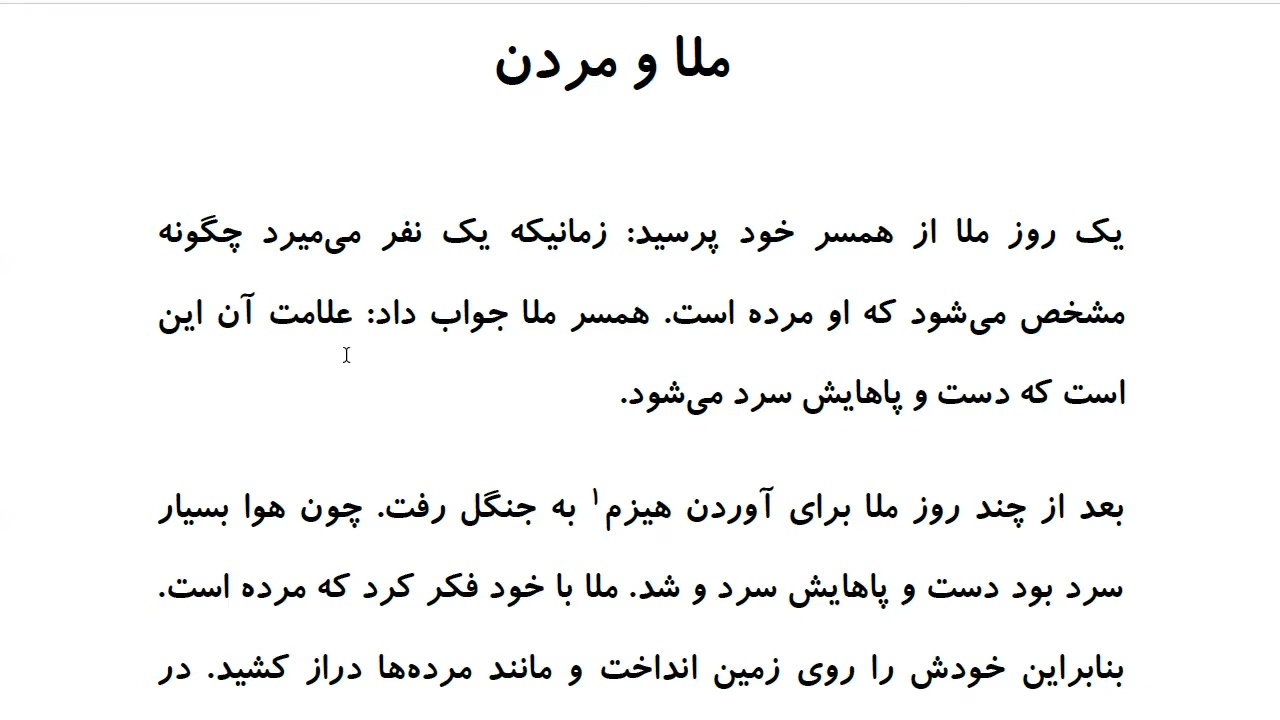 ملا و مردن
یک روز ملا از همسر خود پرسید: زمانیکه یک نفر می‌میرد چگونه
مشخص می‌شود که او مرده است. همسر ملا جواب داد: علامت آن این
است که دست و پاهایش سرد می‌شود.
بعد از چند روز ملا برای آوردن هیزم۱ به جنگل رفت. چون هوا بسیار
سرد بود دست و پاهایش سرد و شد. ملا با خود فکر کرد که مرده است.
بنابراین خودش را روی زمین انداخت و مانند مرده‌ها دراز کشید. در